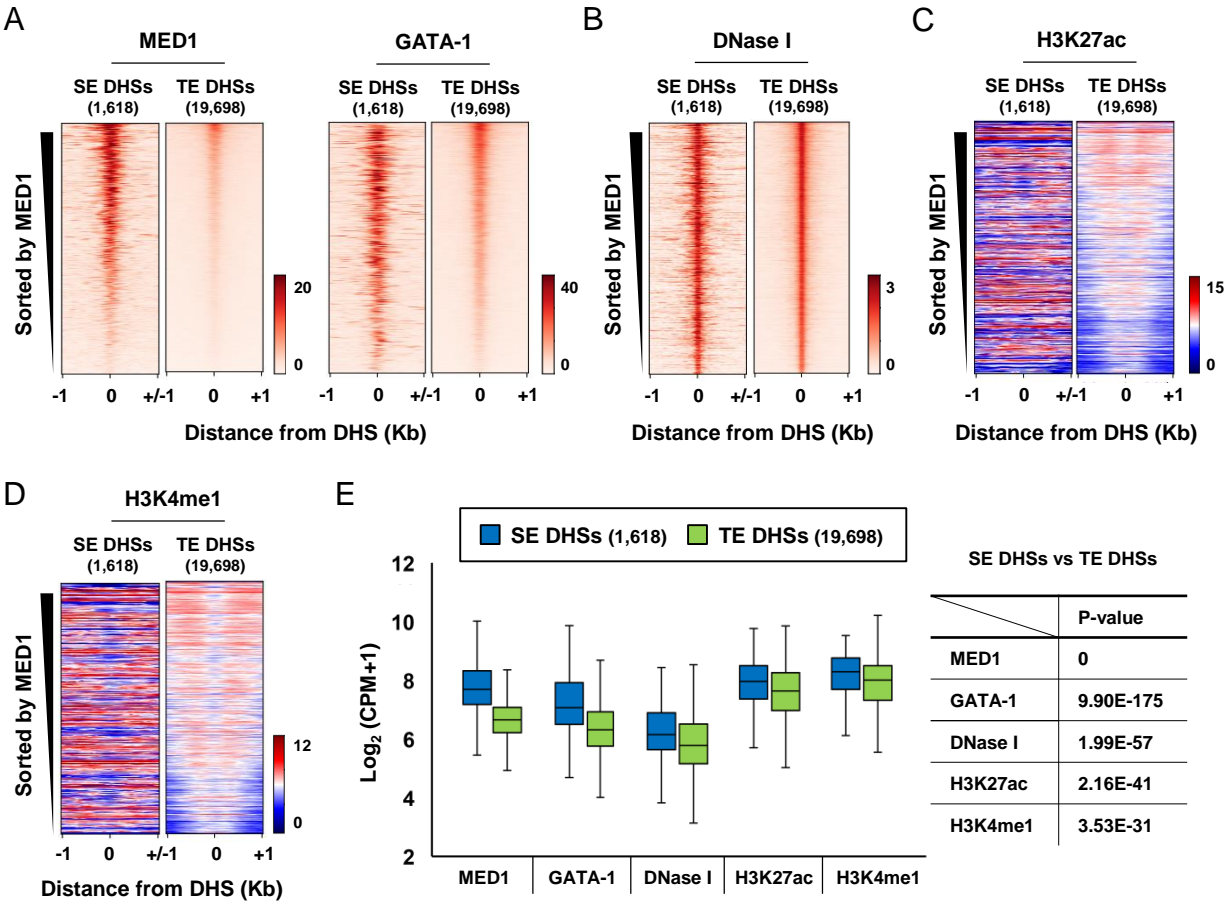 A
MED1
GATA-1
SE DHSs TE DHSs
(1,618) (19,698)
SE DHSs TE DHSs
(1,618) (19,698)
Sorted by MED1
20
0
40
0
-1 0 +/-1 0 +1
-1 0 +/-1 0 +1
Distance from DHS (Kb)
B
DNase I
SE DHSs TE DHSs
(1,618) (19,698)
Sorted by MED1
3
0
-1 0 +/-1 0 +1
Distance from DHS (Kb)
C
H3K27ac
SE DHSs TE DHSs
(1,618) (19,698)
Sorted by MED1
15
0
-1 0 +/-1 0 +1
Distance from DHS (Kb)
D
H3K4me1
SE DHSs TE DHSs
(1,618) (19,698)
Sorted by MED1
12
0
-1 0 +/-1 0 +1
Distance from DHS (Kb)
E
SE DHSs (1,618) TE DHSs (19,698)
Log₂ (CPM+1)
12
10
8
6
4
2
MED1 GATA-1 DNase I H3K27ac H3K4me1
SE DHSs vs TE DHSs
P-value
MED1 0
GATA-1 9.90E-175
DNase I 1.99E-57
H3K27ac 2.16E-41
H3K4me1 3.53E-31